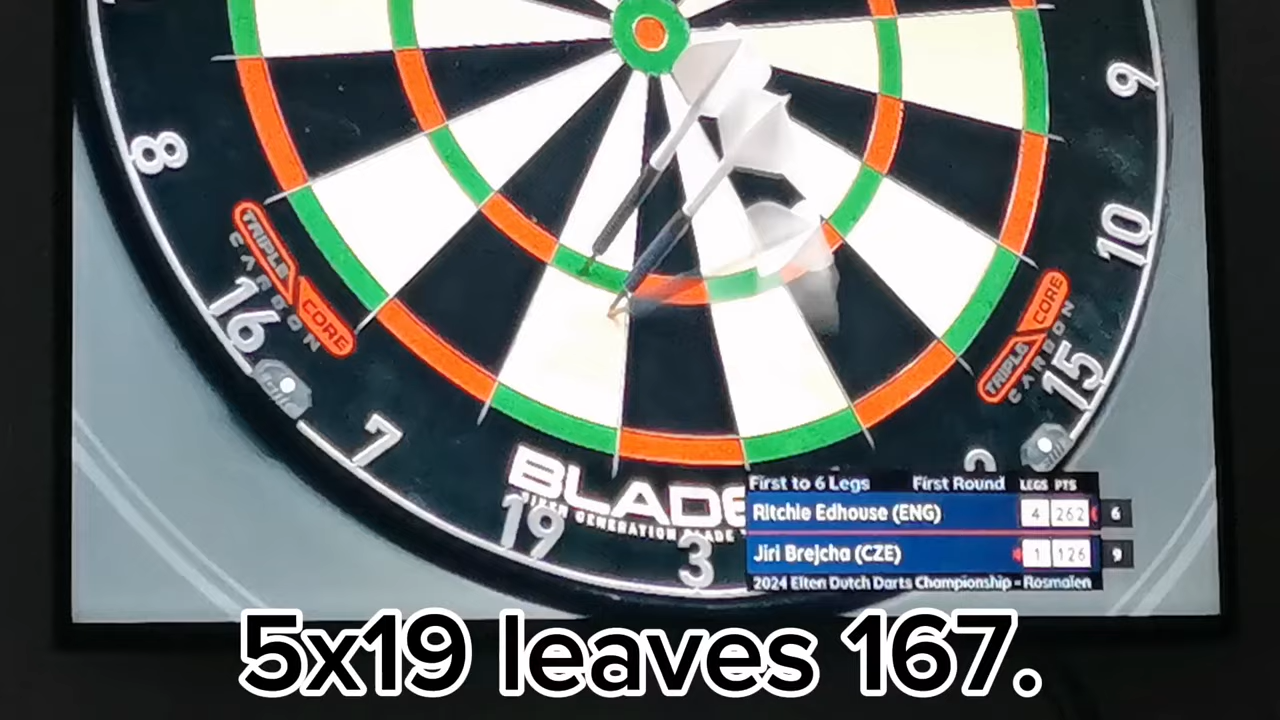 9
8
10
TRIPLE CORE
CARDON
TRIPLE CORE
CARDON
16
15
7
BLADE
19
3
First to 6 Legs First Round LEGS PTS
Ritchie Edhouse (ENG) 4 262 6
Jiri Brejcha (CZE) 1 126 9
2024 Elten Dutch Darts Championship - Rosmalen
5x19 leaves 167.